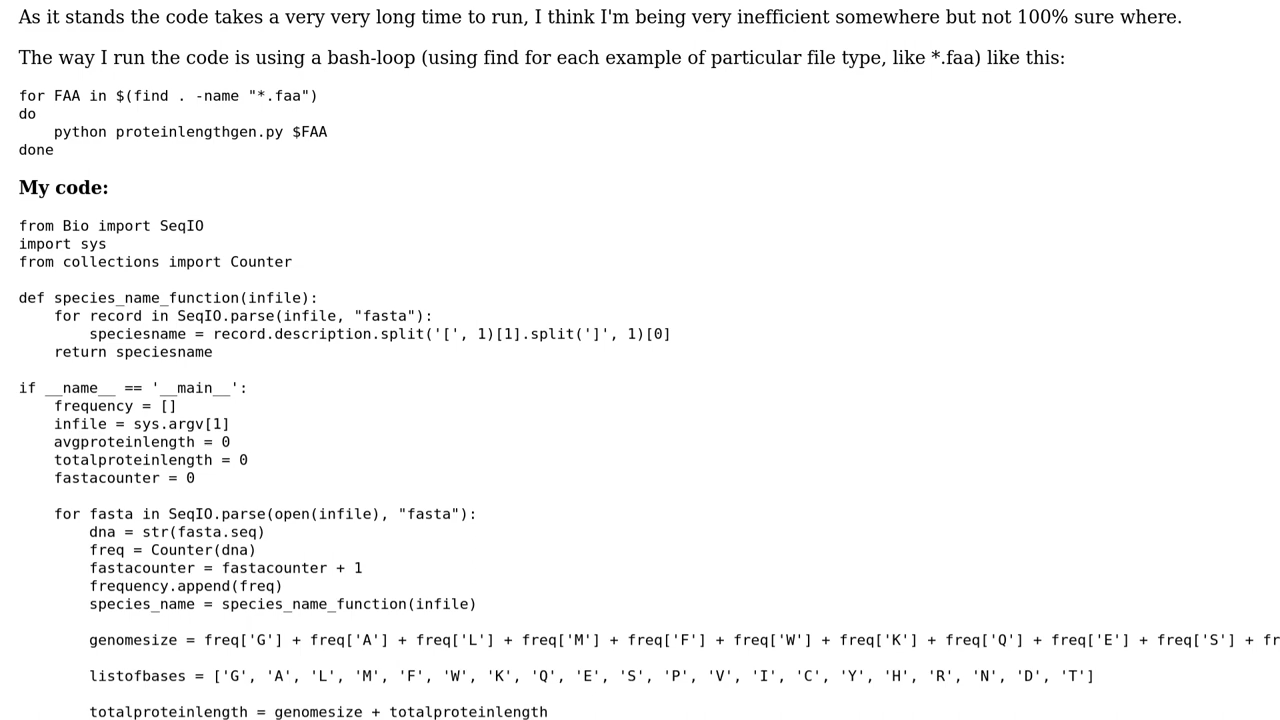 As it stands the code takes a very very long time to run, I think I'm being very inefficient somewhere but not 100% sure where.
The way I run the code is using a bash-loop (using find for each example of particular file type, like *.faa) like this:
for FAA in $(find . -name "*.faa")
do
    python proteinlengthgen.py $FAA
done
My code:
from Bio import SeqIO
import sys
from collections import Counter
def species_name_function(infile):
    for record in SeqIO.parse(infile, "fasta"):
        speciesname = record.description.split('[', 1)[1].split(']', 1)[0]
    return speciesname
if __name__ == '__main__':
    frequency = []
    infile = sys.argv[1]
    avgproteinlength = 0
    totalproteinlength = 0
    fastacounter = 0
    for fasta in SeqIO.parse(open(infile), "fasta"):
        dna = str(fasta.seq)
        freq = Counter(dna)
        fastacounter = fastacounter + 1
        frequency.append(freq)
        species_name = species_name_function(infile)
        genomesize = freq['G'] + freq['A'] + freq['L'] + freq['M'] + freq['F'] + freq['W'] + freq['K'] + freq['Q'] + freq['E'] + freq['S'] + fr
        listofbases = ['G', 'A', 'L', 'M', 'F', 'W', 'K', 'Q', 'E', 'S', 'P', 'V', 'I', 'C', 'Y', 'H', 'R', 'N', 'D', 'T']
        totalproteinlength = genomesize + totalproteinlength